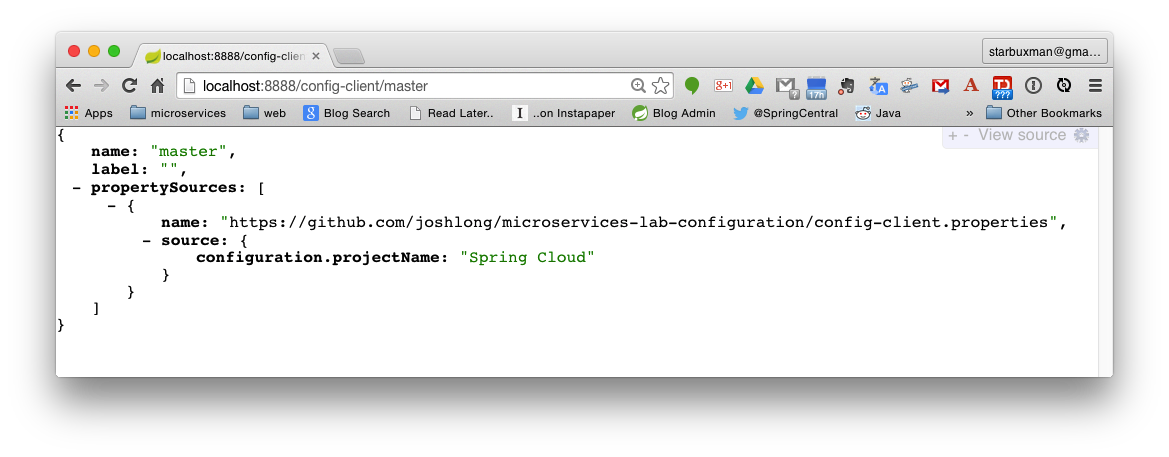 localhost:8888/config-clien
starbuxman@gma...
localhost:8888/config-client/master
g+1
?
17h
A
A
TD
???
Apps microservices web Blog Search Read Later.. I ..on Instapaper Blog Admin @SpringCentral Java » Other Bookmarks
+ - View source
{
name: "master",
label: "",
- propertySources: [
- {
name: "https://github.com/joshlong/microservices-lab-configuration/config-client.properties",
- source: {
configuration.projectName: "Spring Cloud"
}
}
]
}